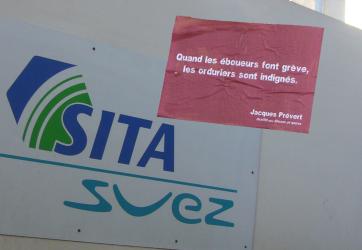 Quand les éboueurs font grève,
les orduriers sont indignés.
Jacques Prévert
SITA
suez